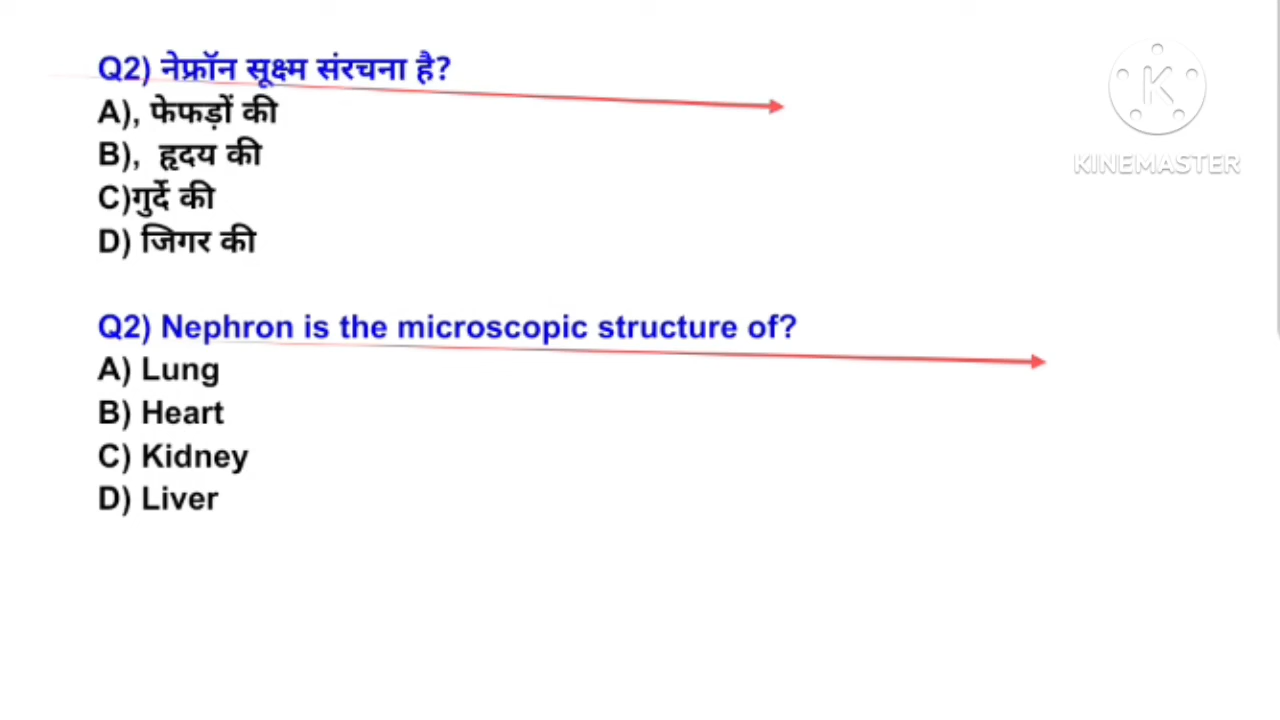 Q2) नेफ्रॉन सूक्ष्म संरचना है?
A), फेफड़ों की
B), हृदय की
C)गुर्दे की
D) जिगर की
Q2) Nephron is the microscopic structure of?
A) Lung
B) Heart
C) Kidney
D) Liver
K
KINEMASTER